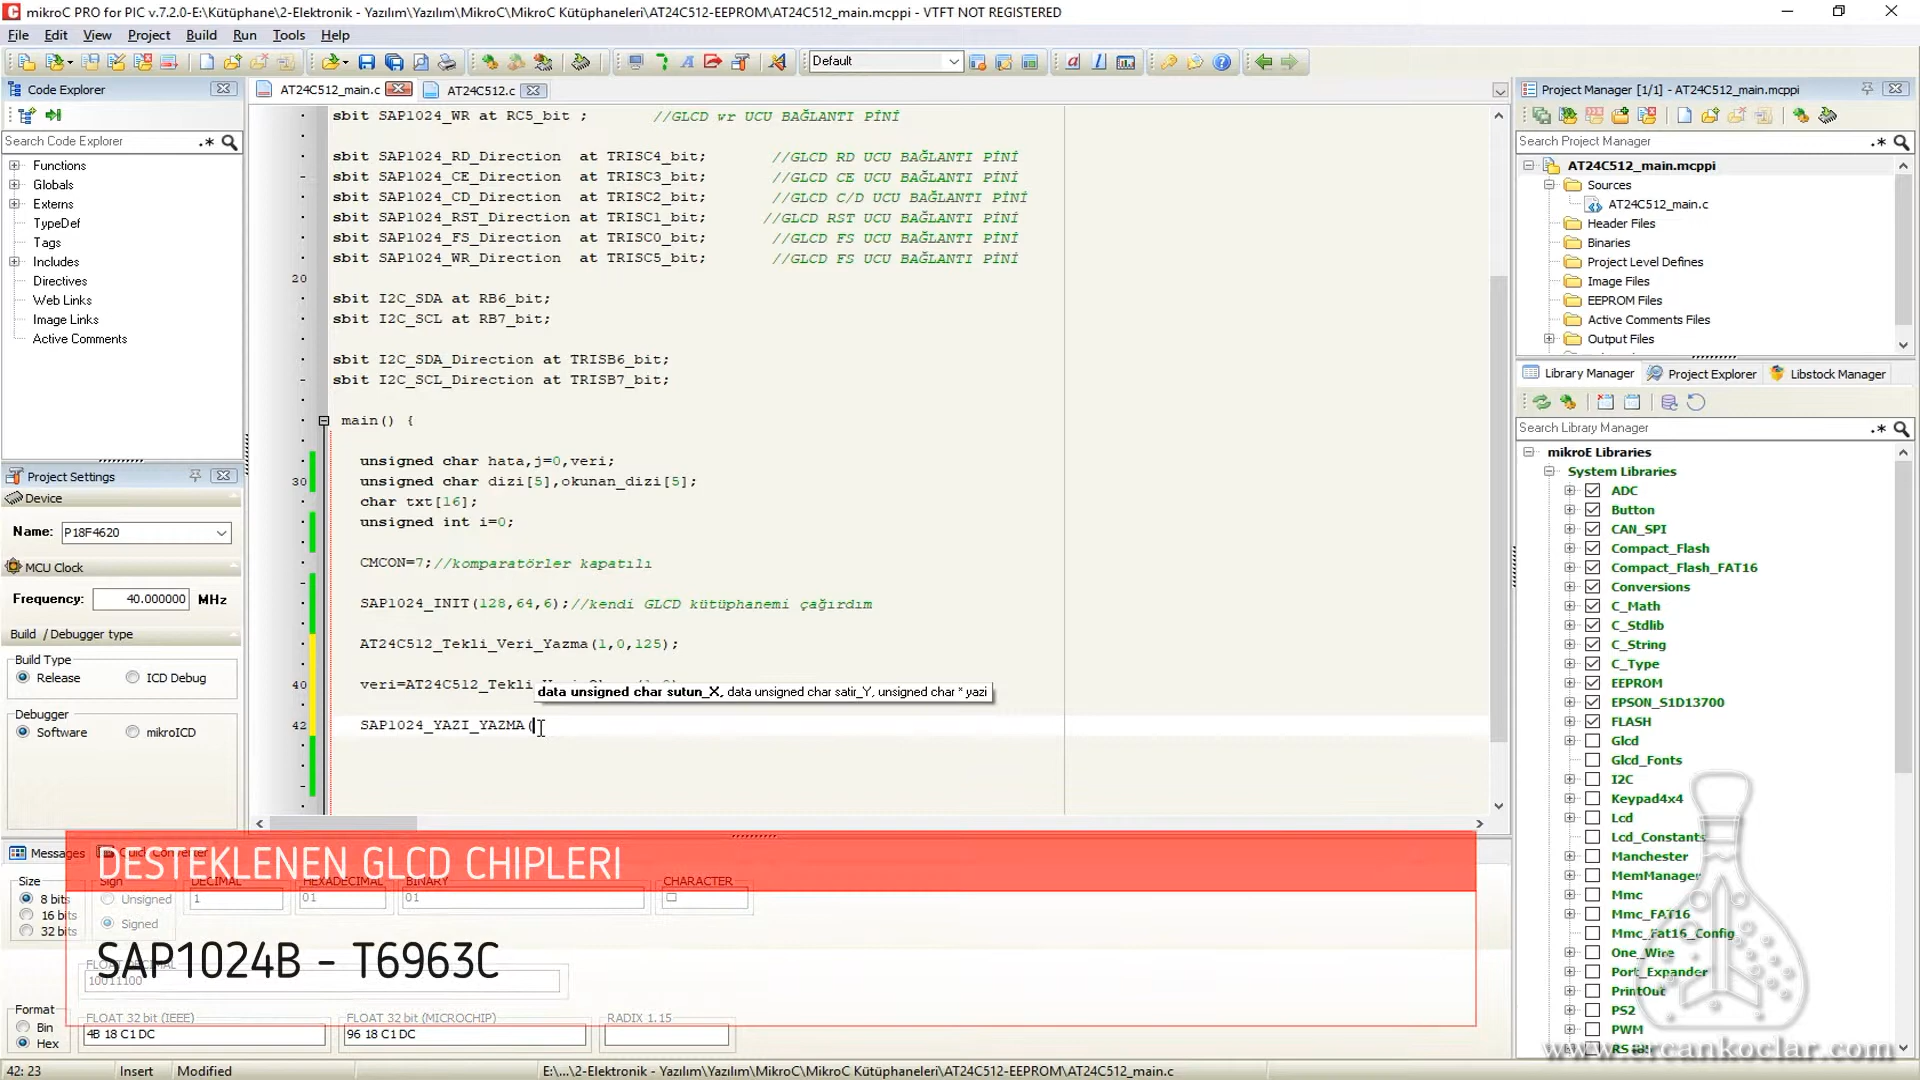 mikroC PRO for PIC v.7.2.0-E:\Kütüphane\2-Elektronik - Yazılım\Yazılım\MikroC\MikroC Kütüphaneleri\AT24C512-EEPROM\AT24C512_main.mcppi - VTFT NOT REGISTERED
File Edit View Project Build Run Tools Help
Default
Code Explorer
Search Code Explorer
Functions
Globals
Externs
TypeDef
Tags
Includes
Directives
Web Links
Image Links
Active Comments
Project Settings
Device
Name: P18F4620
MCU Clock
Frequency: 40.000000 MHz
Build / Debugger type
Build Type
Release ICD Debug
Debugger
Software mikroICD
AT24C512_main.c AT24C512.c
sbit SAP1024_WR at RC5_bit ; //GLCD wr UCU BAĞLANTI PİNİ
sbit SAP1024_RD_Direction at TRISC4_bit; //GLCD RD UCU BAĞLANTI PİNİ
sbit SAP1024_CE_Direction at TRISC3_bit; //GLCD CE UCU BAĞLANTI PİNİ
sbit SAP1024_CD_Direction at TRISC2_bit; //GLCD C/D UCU BAĞLANTI PİNİ
sbit SAP1024_RST_Direction at TRISC1_bit; //GLCD RST UCU BAĞLANTI PİNİ
sbit SAP1024_FS_Direction at TRISC0_bit; //GLCD FS UCU BAĞLANTI PİNİ
sbit SAP1024_WR_Direction at TRISC5_bit; //GLCD FS UCU BAĞLANTI PİNİ
20
sbit I2C_SDA at RB6_bit;
sbit I2C_SCL at RB7_bit;
sbit I2C_SDA_Direction at TRISB6_bit;
sbit I2C_SCL_Direction at TRISB7_bit;
main() {
unsigned char hata,j=0,veri;
30 unsigned char dizi[5],okunan_dizi[5];
char txt[16];
unsigned int i=0;
CMCON=7;//komparatörler kapatılı
SAP1024_INIT(128,64,6);//kendi GLCD kütüphanemi çağırdım
AT24C512_Tekli_Veri_Yazma(1,0,125);
40 veri=AT24C512_Tekli
data unsigned char sutun_X, data unsigned char satir_Y, unsigned char * yazi
42 SAP1024_YAZI_YAZMA(
Project Manager [1/1] - AT24C512_main.mcppi
Search Project Manager
AT24C512_main.mcppi
Sources
AT24C512_main.c
Header Files
Binaries
Project Level Defines
Image Files
EEPROM Files
Active Comments Files
Output Files
Library Manager Project Explorer Libstock Manager
Search Library Manager
mikroE Libraries
System Libraries
ADC
Button
CAN_SPI
Compact_Flash
Compact_Flash_FAT16
Conversions
C_Math
C_Stdlib
C_String
C_Type
EEPROM
EPSON_S1D13700
FLASH
Glcd
Glcd_Fonts
I2C
Keypad4x4
Lcd
Lcd_Constants
Manchester
MemManager
Mmc
Mmc_FAT16
Mmc_Fat16_Config
One_Wire
Port_Expander
PrintOut
PS2
PWM
Messages Quick Converter
DESTEKLENEN GLCD CHIPLERI
Size Sign DECIMAL HEXADECIMAL BINARY CHARACTER
8 bits Unsigned 1 01 01
16 bits Signed
32 bits
SAP1024B - T6963C
FLOAT DECIMAL
10011100
Format FLOAT 32 bit (IEEE) FLOAT 32 bit (MICROCHIP) RADIX 1.15
Bin
Hex 4B 18 C1 DC 96 18 C1 DC
www.ercankoclar.com
42: 23 Insert Modified E:\...\2-Elektronik - Yazılım\Yazılım\MikroC\MikroC Kütüphaneleri\AT24C512-EEPROM\AT24C512_main.c